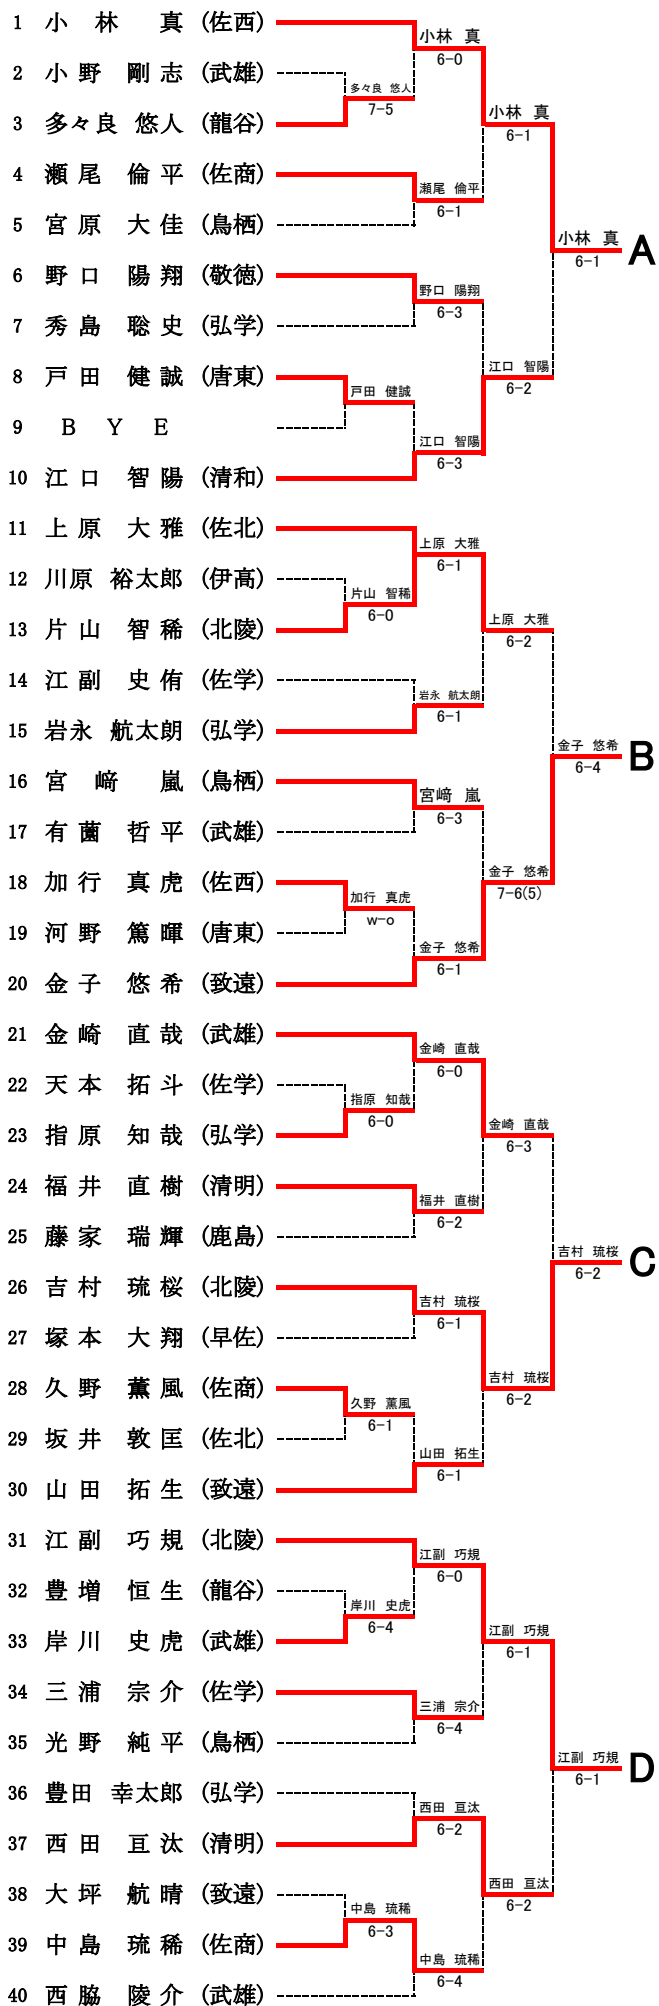 1 小 林 真 (佐西)
小林 真
6-0
2 小 野 剛 志 (武雄)
多々良 悠人
7-5
3 多々良 悠人 (龍谷)
小林 真
6-1
4 瀬 尾 倫 平 (佐商)
瀬尾 倫平
6-1
5 宮 原 大 佳 (鳥栖)
小林 真
6-1
A
6 野 口 陽 翔 (敬徳)
野口 陽翔
6-3
7 秀 島 聡 史 (弘学)
江口 智陽
6-2
8 戸 田 健 誠 (唐東)
戸田 健誠
9 B Y E
江口 智陽
6-3
10 江 口 智 陽 (清和)
11 上 原 大 雅 (佐北)
上原 大雅
6-1
12 川原 裕太郎 (伊高)
片山 智稀
6-0
13 片 山 智 稀 (北陵)
上原 大雅
6-2
14 江 副 史 侑 (佐学)
岩永 航太朗
6-1
15 岩永 航太朗 (弘学)
金子 悠希
6-4
B
16 宮 﨑 嵐 (鳥栖)
宮﨑 嵐
6-3
17 有 薗 哲 平 (武雄)
金子 悠希
7-6(5)
18 加 行 真 虎 (佐西)
加行 真虎
w-o
19 河 野 篤 暉 (唐東)
金子 悠希
6-1
20 金 子 悠 希 (致遠)
21 金 崎 直 哉 (武雄)
金崎 直哉
6-0
22 天 本 拓 斗 (佐学)
指原 知哉
6-0
23 指 原 知 哉 (弘学)
金崎 直哉
6-3
24 福 井 直 樹 (清明)
福井 直樹
6-2
25 藤 家 瑞 輝 (鹿島)
吉村 琉桜
6-2
C
26 吉 村 琉 桜 (北陵)
吉村 琉桜
6-1
27 塚 本 大 翔 (早佐)
吉村 琉桜
6-2
28 久 野 薫 風 (佐商)
久野 薫風
6-1
29 坂 井 敦 匡 (佐北)
山田 拓生
6-1
30 山 田 拓 生 (致遠)
31 江 副 巧 規 (北陵)
江副 巧規
6-0
32 豊 増 恒 生 (龍谷)
岸川 史虎
6-4
33 岸 川 史 虎 (武雄)
江副 巧規
6-1
34 三 浦 宗 介 (佐学)
三浦 宗介
6-4
35 光 野 純 平 (鳥栖)
江副 巧規
6-1
D
36 豊田 幸太郎 (弘学)
西田 亘汰
6-2
37 西 田 亘 汰 (清明)
西田 亘汰
6-2
38 大 坪 航 晴 (致遠)
中島 琉稀
6-3
39 中 島 琉 稀 (佐商)
中島 琉稀
6-4
40 西 脇 陵 介 (武雄)